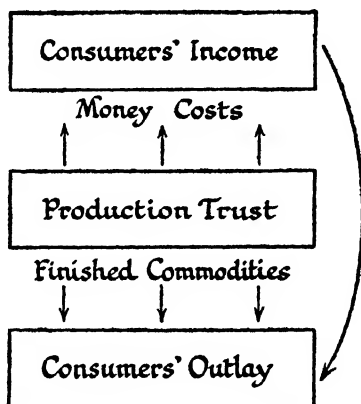 Consumers' Income
Money Costs
Production Trust
Finished Commodities
Consumers' Outlay